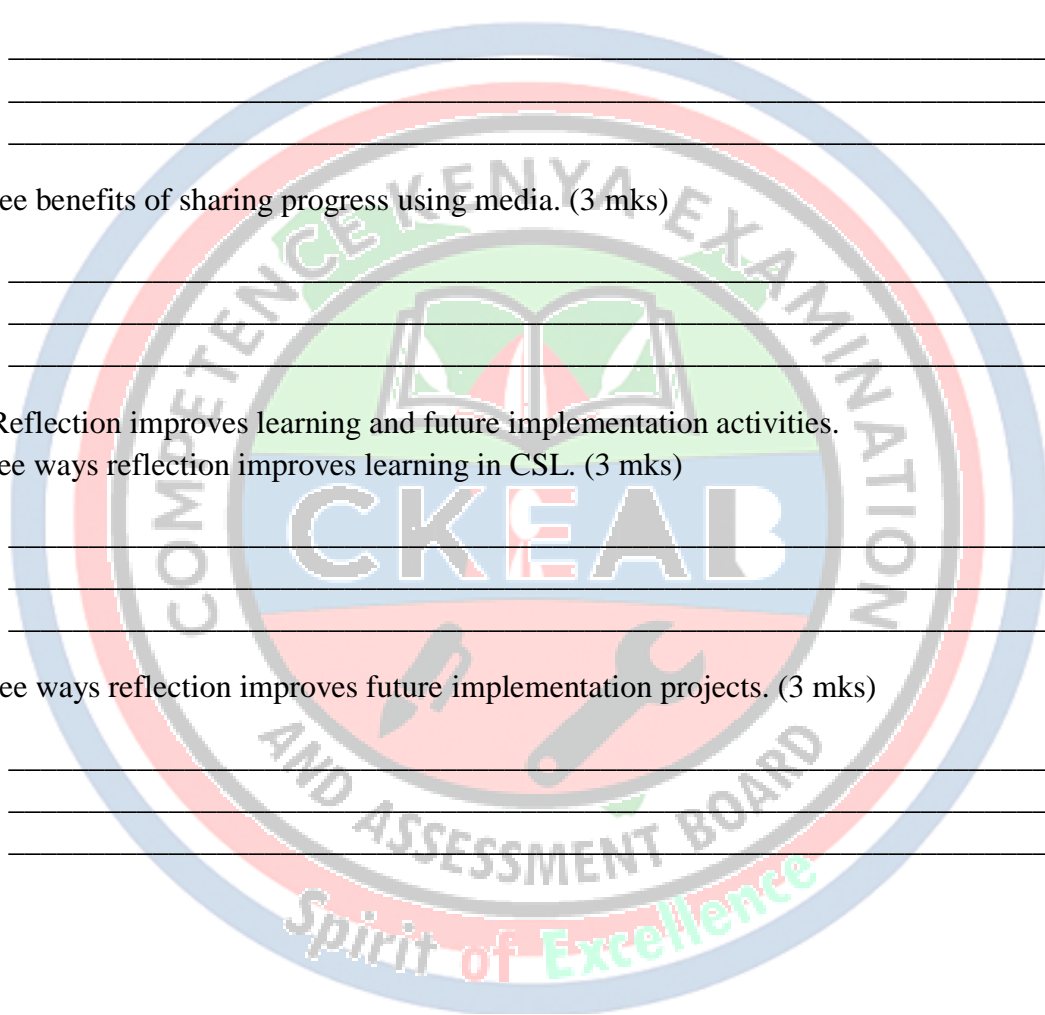 ee benefits of sharing progress using media. (3 mks)
Reflection improves learning and future implementation activities.
ee ways reflection improves learning in CSL. (3 mks)
ee ways reflection improves future implementation projects. (3 mks)
COMPETENCE KENYA EXAMINATION
CKEAB
AND ASSESSMENT BOARD
Spirit of Excellence